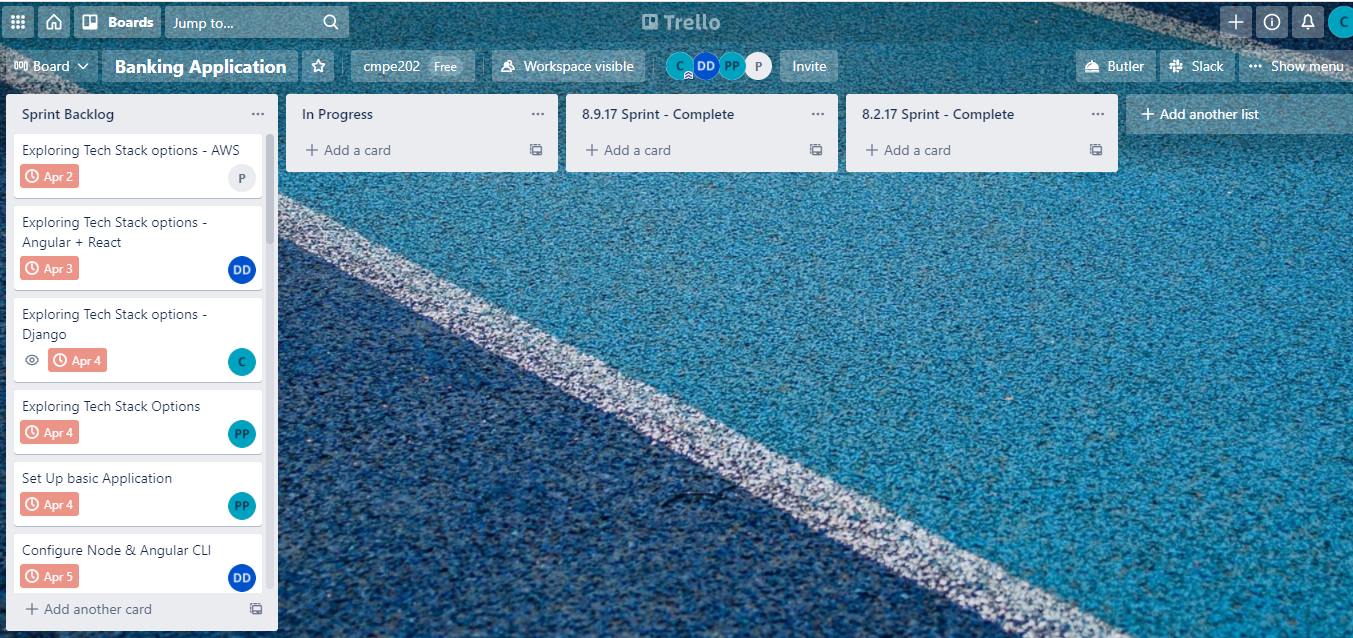 Boards
Jump to...
Trello
C
Board
Banking Application
cmpe202 Free
Workspace visible
C DD PP P
Invite
Butler
Slack
Show menu
Sprint Backlog
Exploring Tech Stack options - AWS
Apr 2
P
Exploring Tech Stack options -
Angular + React
Apr 3
DD
Exploring Tech Stack options -
Django
Apr 4
C
Exploring Tech Stack Options
Apr 4
PP
Set Up basic Application
Apr 4
PP
Configure Node & Angular CLI
Apr 5
DD
+ Add another card
In Progress
+ Add a card
8.9.17 Sprint - Complete
+ Add a card
8.2.17 Sprint - Complete
+ Add a card
+ Add another list